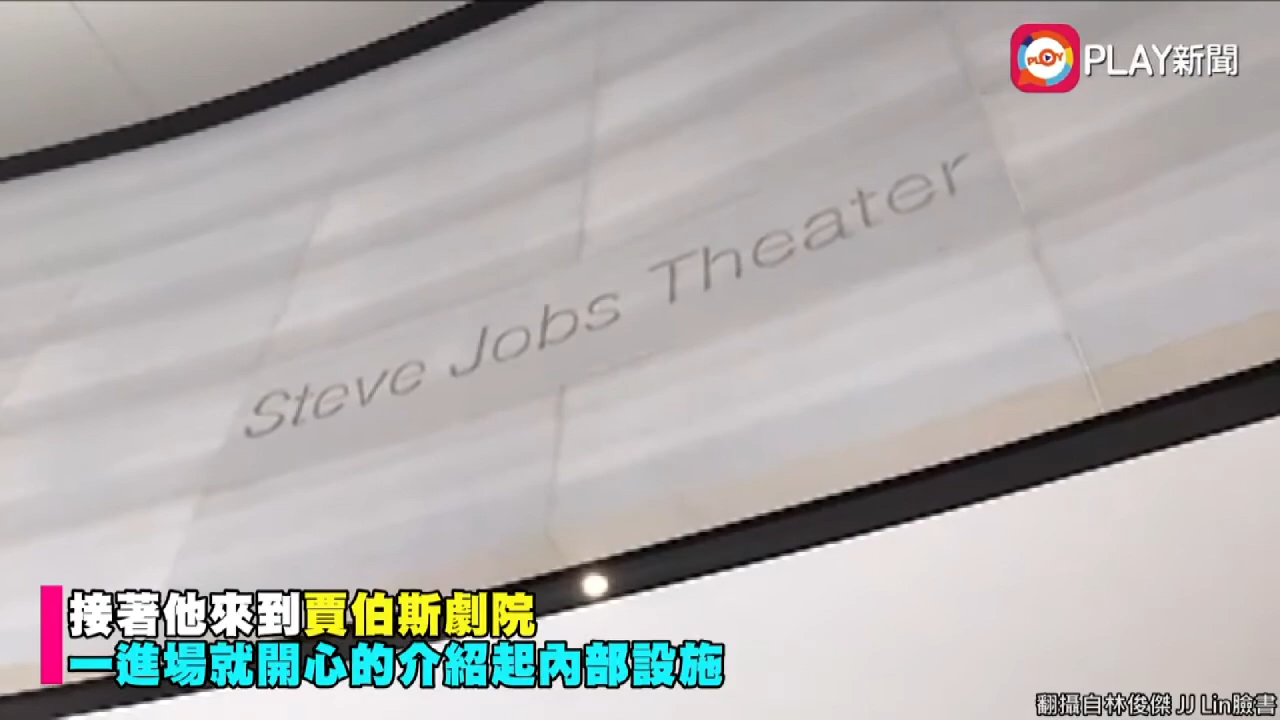 PLAY新聞
Steve Jobs Theater
接著他來到賈伯斯劇院
一進場就開心的介紹起內部設施
翻攝自林俊傑 JJ Lin臉書